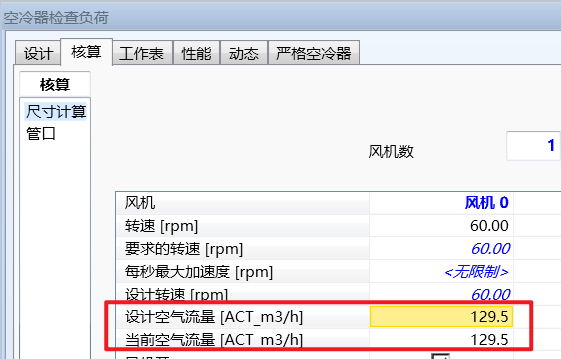 空冷器检查负荷
设计 核算 工作表 性能 动态 严格空冷器
核算
尺寸计算
管口
风机数 1
风机 风机 0
转速 [rpm] 60.00
要求的转速 [rpm] 60.00
每秒最大加速度 [rpm] <无限制>
设计转速 [rpm] 60.00
设计空气流量 [ACT_m3/h] 129.5
当前空气流量 [ACT_m3/h] 129.5